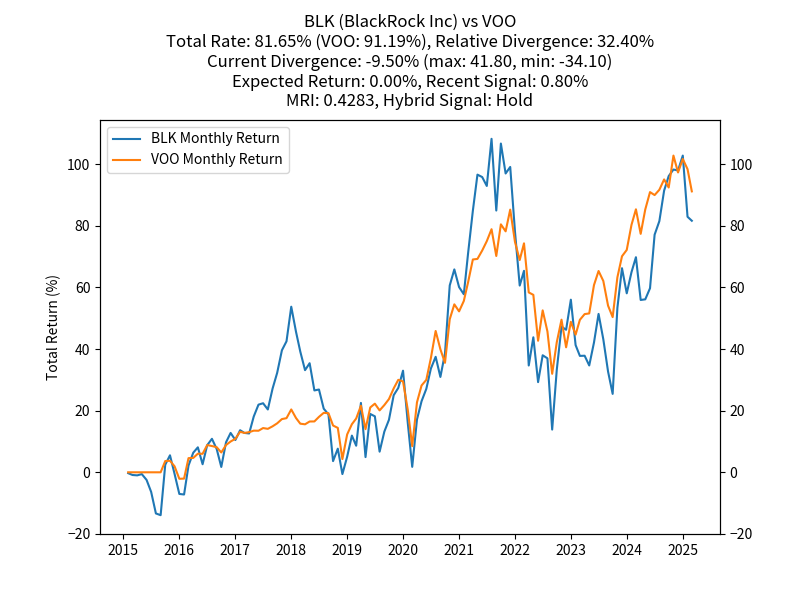 BLK (BlackRock Inc) vs VOO
Total Rate: 81.65% (VOO: 91.19%), Relative Divergence: 32.40%
Current Divergence: -9.50% (max: 41.80, min: -34.10)
Expected Return: 0.00%, Recent Signal: 0.80%
MRI: 0.4283, Hybrid Signal: Hold
BLK Monthly Return
VOO Monthly Return
Total Return (%)
100 100
80 80
60 60
40 40
20 20
0 0
−20 −20
2015 2016 2017 2018 2019 2020 2021 2022 2023 2024 2025